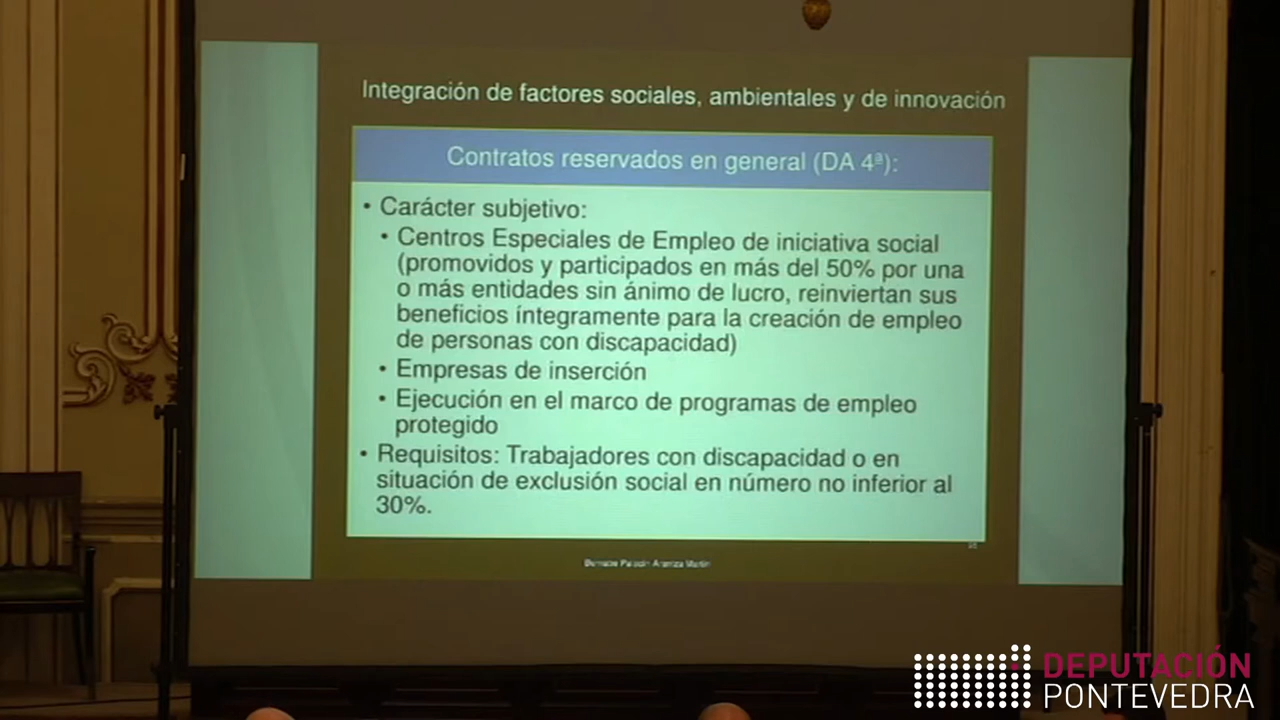 Integración de factores sociales, ambientales y de innovación
Contratos reservados en general (DA 4ª):
• Carácter subjetivo:
• Centros Especiales de Empleo de iniciativa social
(promovidos y participados en más del 50% por una
o más entidades sin ánimo de lucro, reinviertan sus
beneficios íntegramente para la creación de empleo
de personas con discapacidad)
• Empresas de inserción
• Ejecución en el marco de programas de empleo
protegido
• Requisitos: Trabajadores con discapacidad o en
situación de exclusión social en número no inferior al
30%.
DEPUTACIÓN
PONTEVEDRA